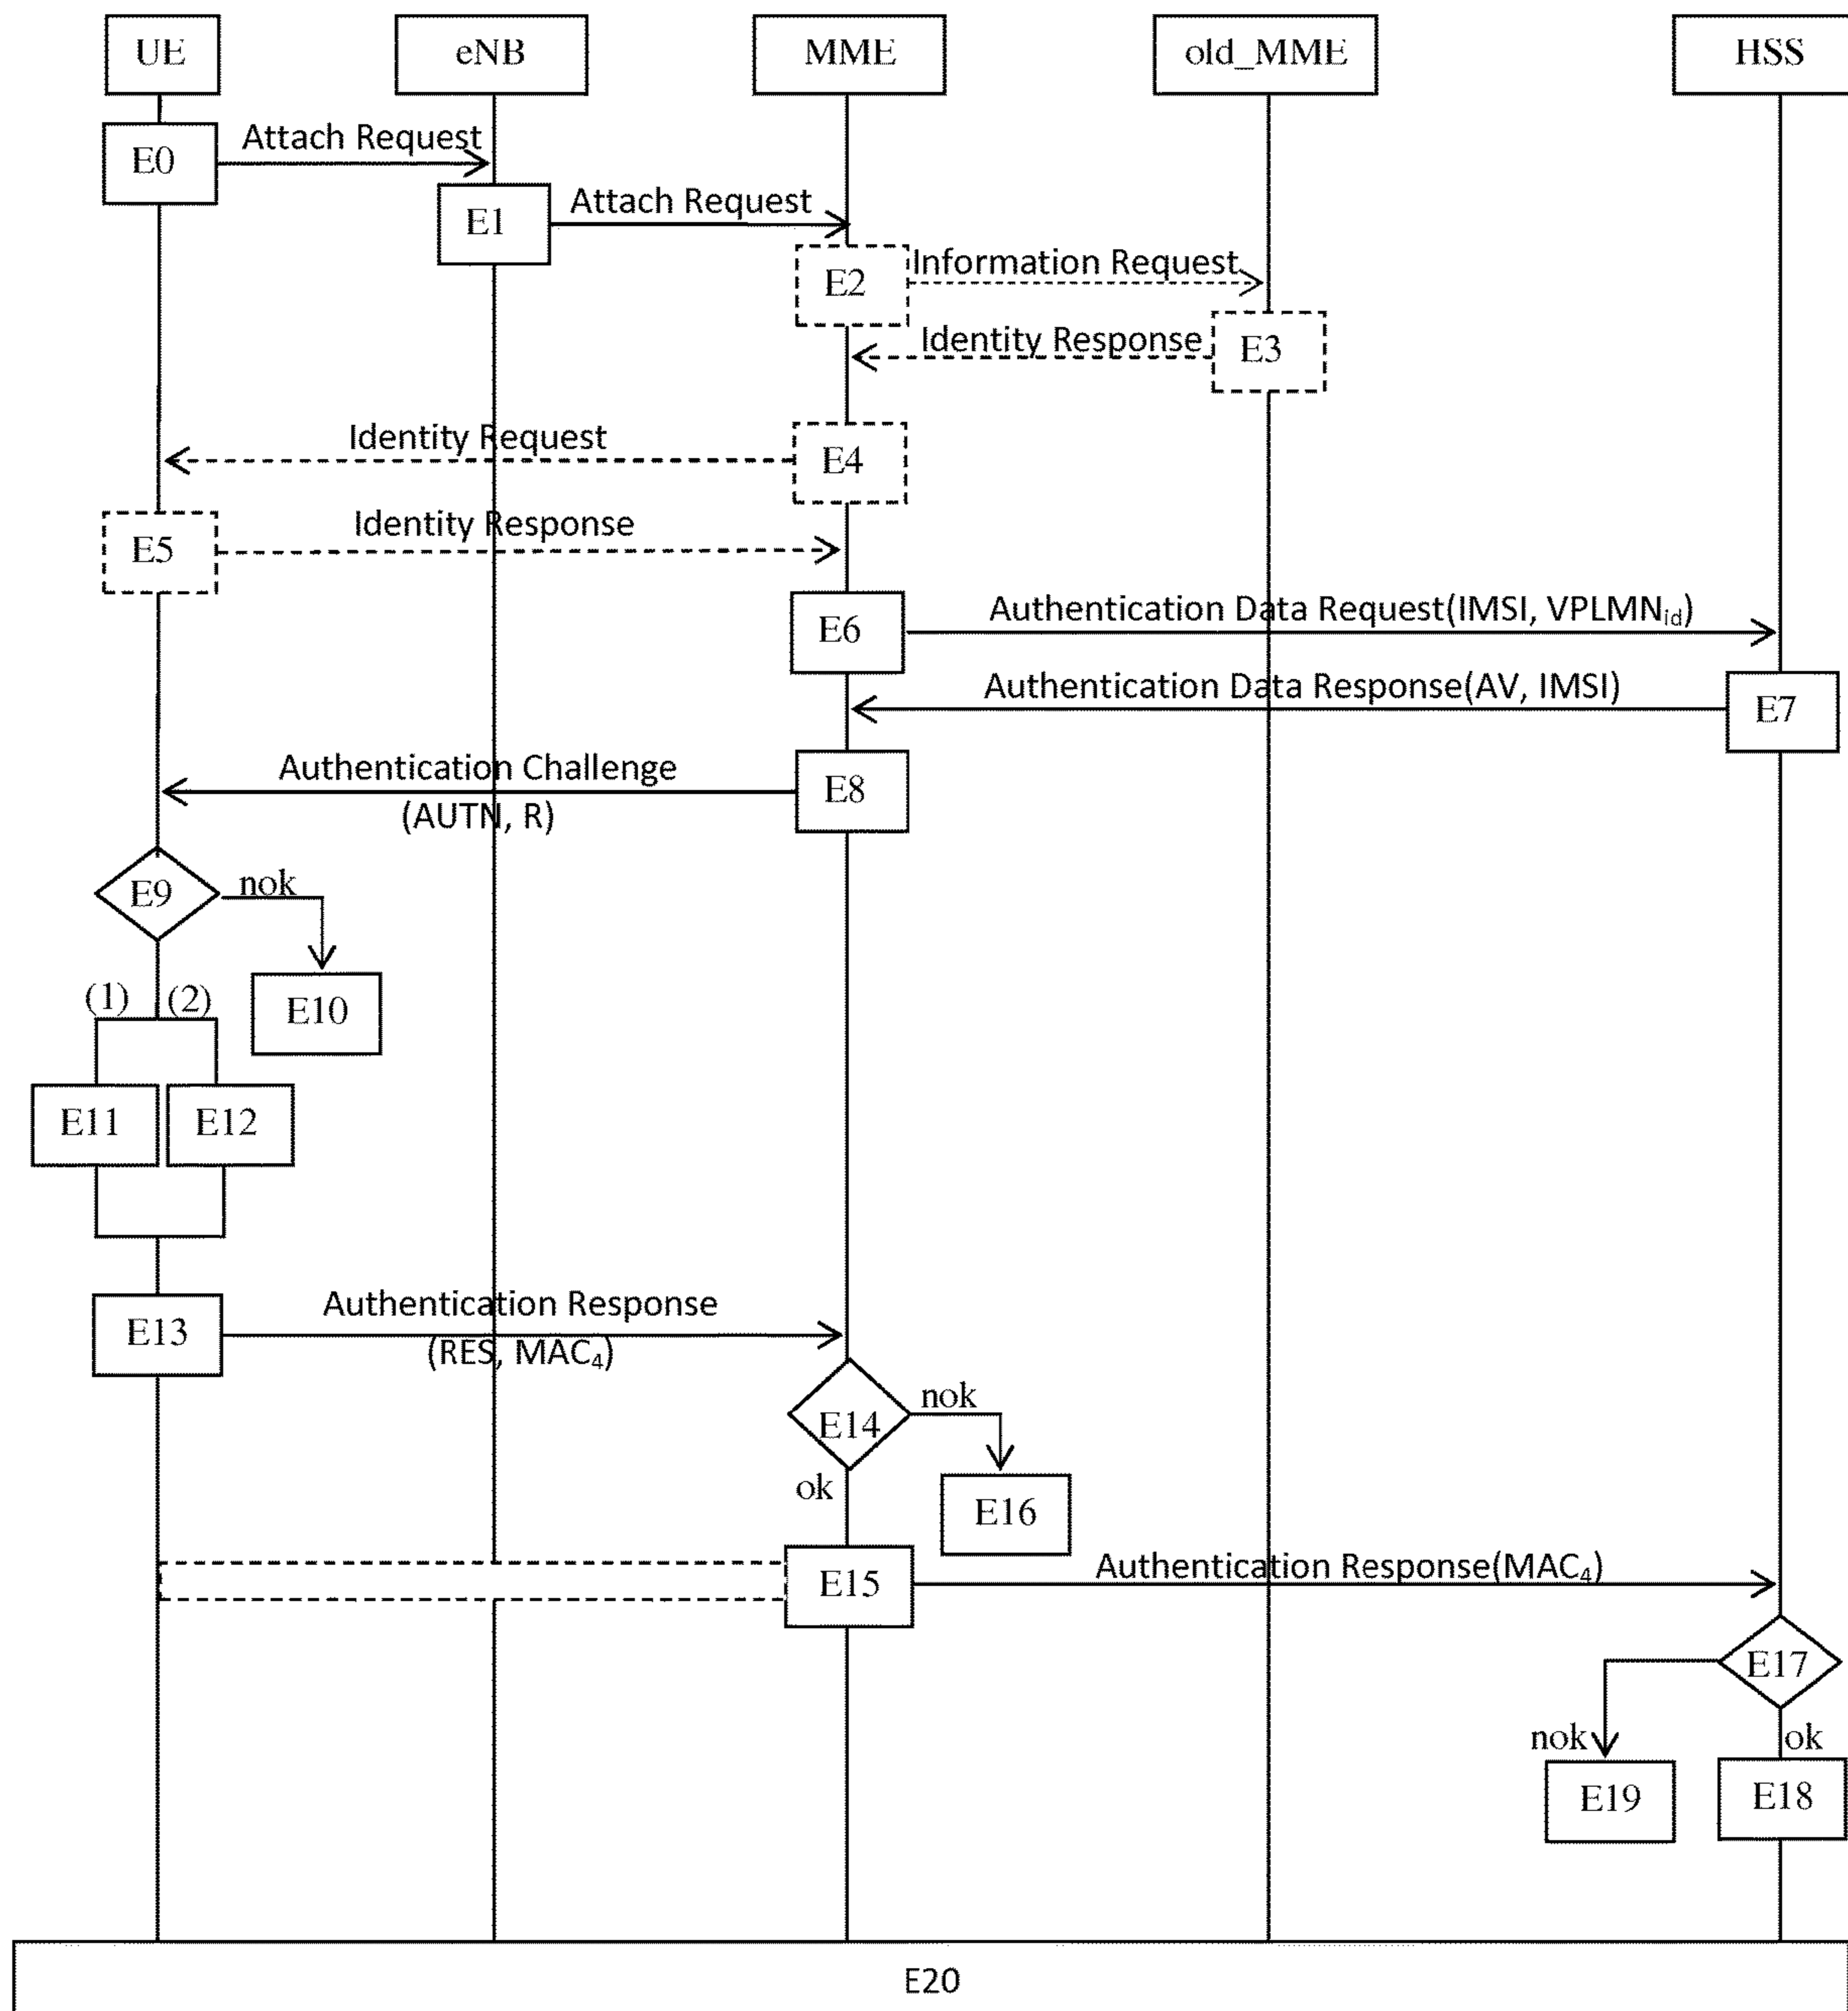 UE
eNB
MME
old_MME
HSS
Attach Request
E0
Attach Request
E1
Information Request
E2
Identity Response
E3
Identity Request
E4
Identity Response
E5
Authentication Data Request(IMSI, VPLMNid)
E6
Authentication Data Response(AV, IMSI)
E7
Authentication Challenge
(AUTN, R)
E8
E9
nok
(1)
(2)
E10
E11
E12
Authentication Response
E13
(RES, MAC4)
nok
E14
ok
E16
Authentication Response(MAC4)
E15
E17
nok
ok
E19
E18
E20